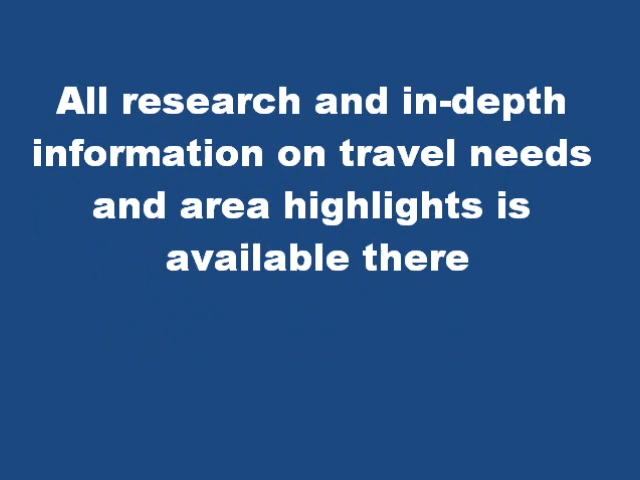 All research and in-depth
information on travel needs
and area highlights is
available there